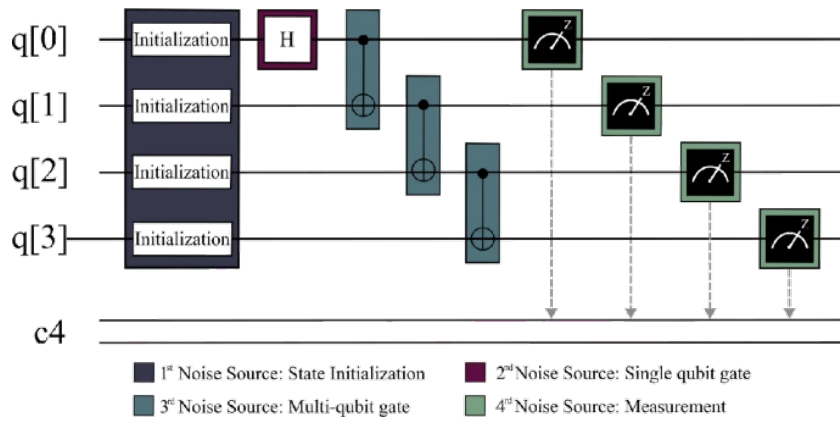 q[0] Initialization H Z
q[1] Initialization Z
q[2] Initialization Z
q[3] Initialization Z
c4
1st Noise Source: State Initialization
2nd Noise Source: Single qubit gate
3rd Noise Source: Multi-qubit gate
4rd Noise Source: Measurement